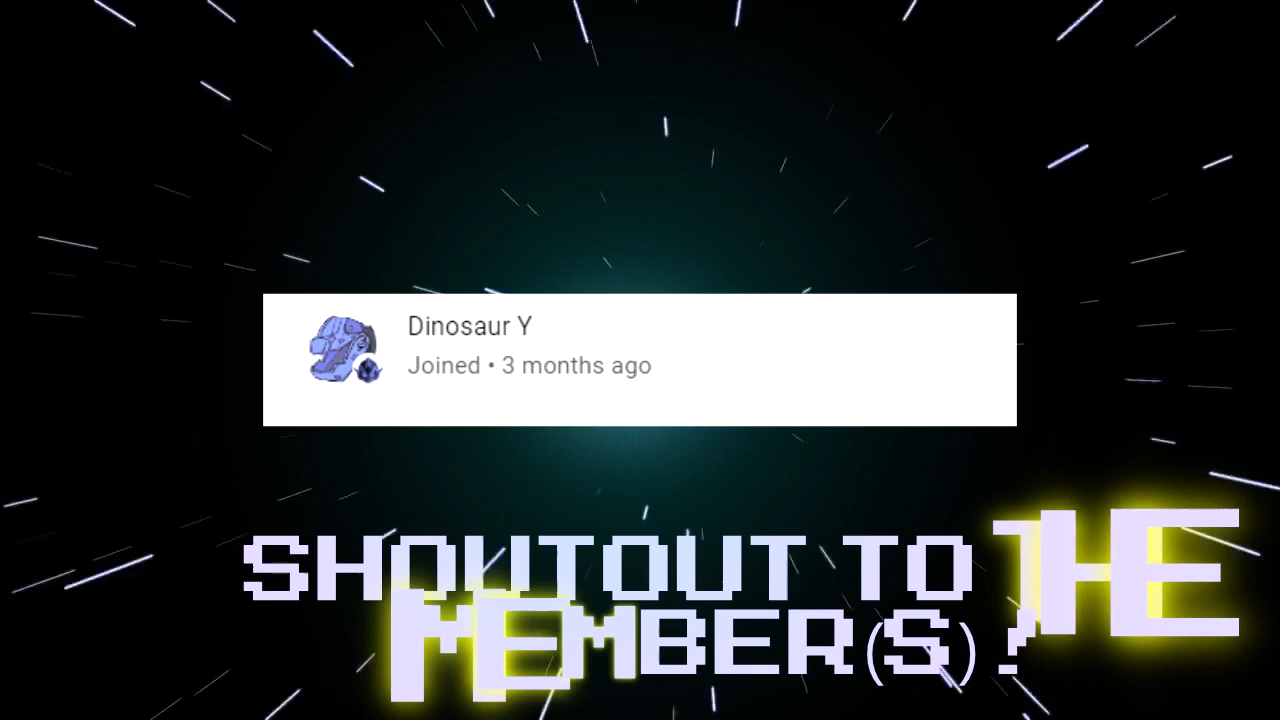 Dinosaur Y
Joined • 3 months ago
SHOUTOUT TO THE
MEMBER(S)!